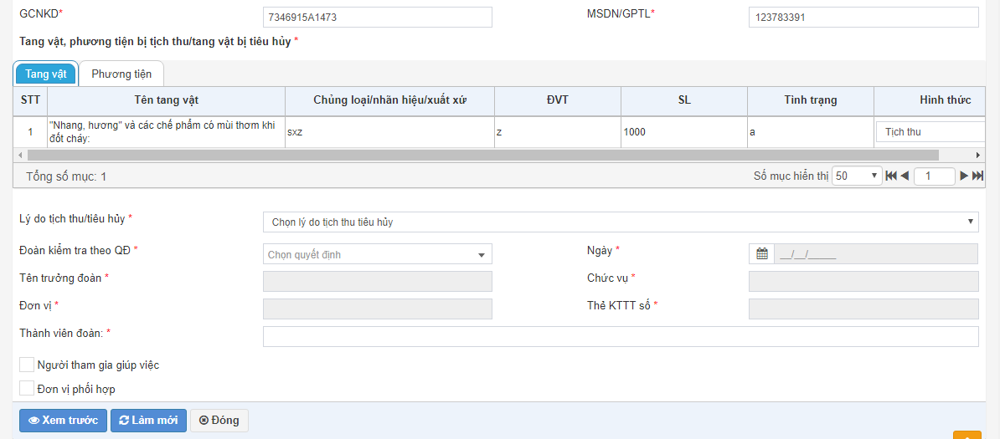 GCNKD* 7346915A1473 MSDN/GPTL* 123783391
Tang vật, phương tiện bị tịch thu/tang vật bị tiêu hủy *
Tang vật Phương tiện
STT Tên tang vật Chủng loại/nhãn hiệu/xuất xứ ĐVT SL Tình trạng Hình thức
1 "Nhang, hương" và các chế phẩm có mùi thơm khi đốt cháy: sxz z 1000 a Tịch thu
Tổng số mục: 1 Số mục hiển thị 50 1
Lý do tịch thu/tiêu hủy * Chọn lý do tịch thu tiêu hủy
Đoàn kiểm tra theo QĐ * Chọn quyết định Ngày * __/__/_____
Tên trưởng đoàn * Chức vụ *
Đơn vị * Thẻ KTTT số *
Thành viên đoàn: *
Người tham gia giúp việc
Đơn vị phối hợp
Xem trước Làm mới Đóng